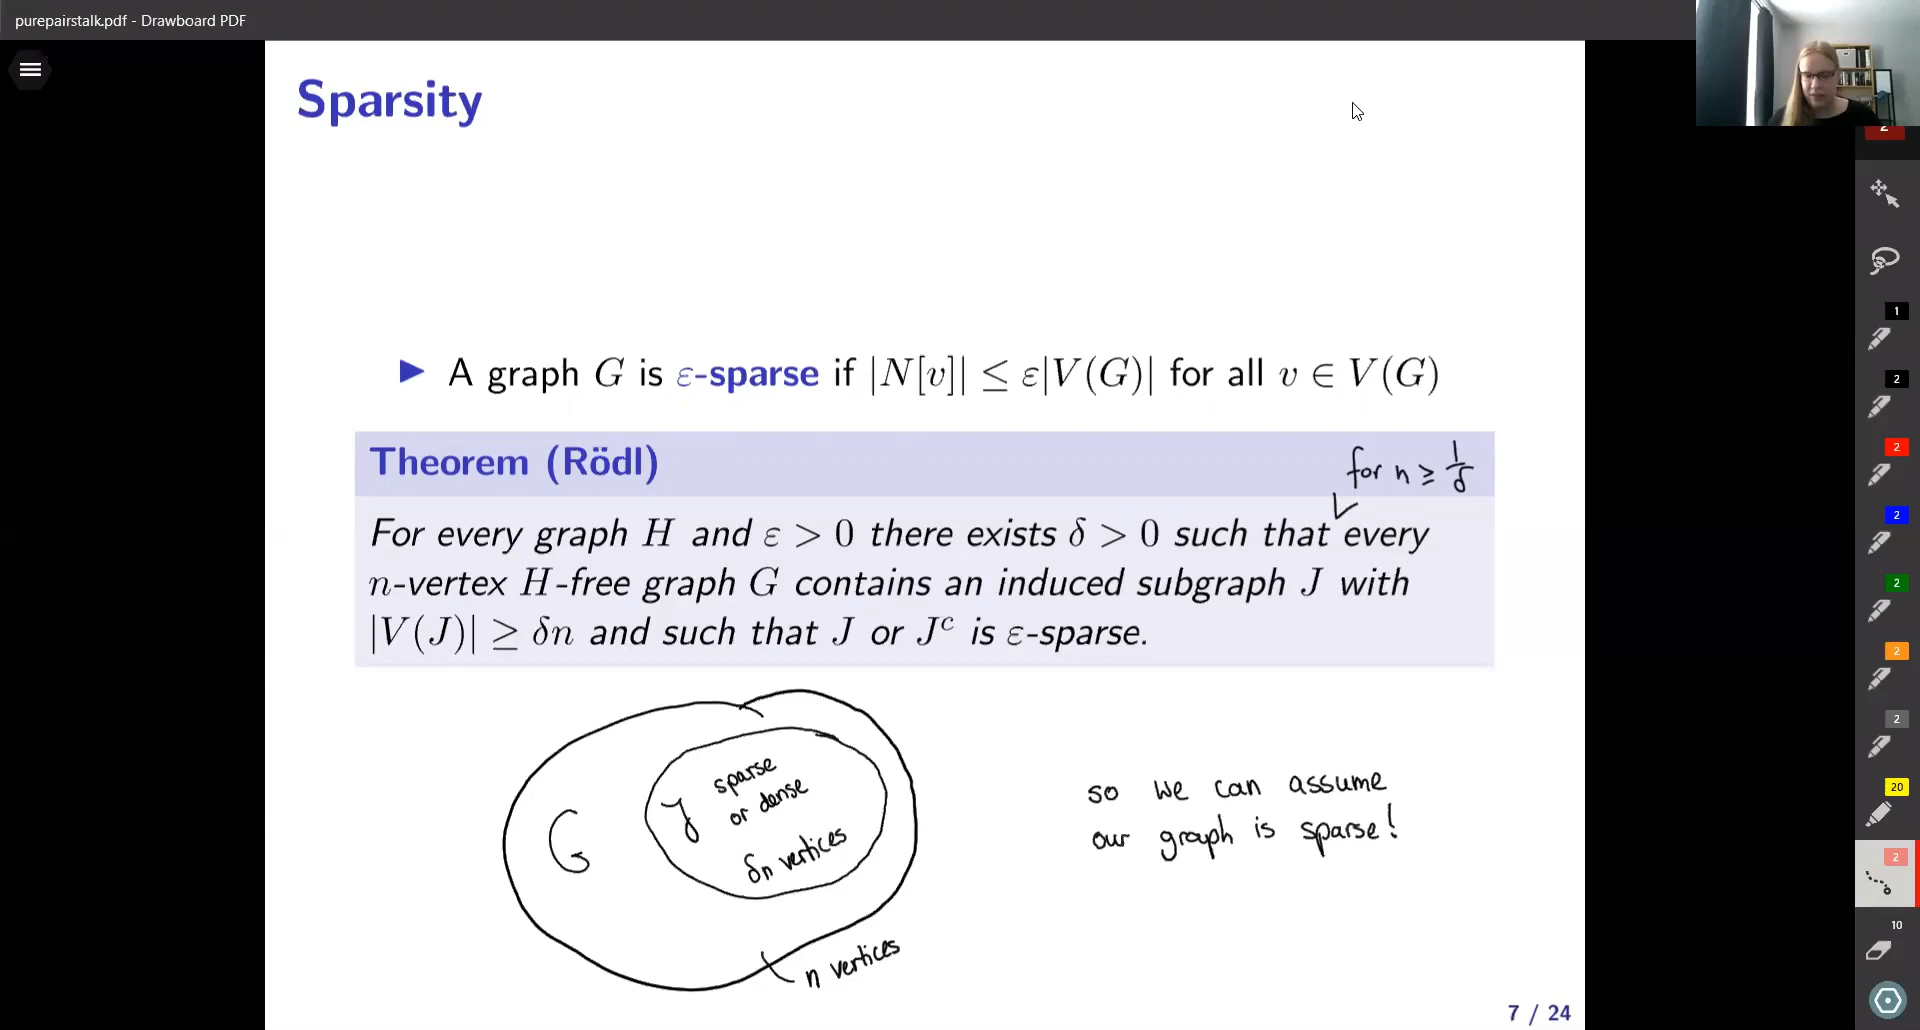 purepairstalk.pdf - Drawboard PDF
Sparsity
▶ A graph G is ε-sparse if |N[v]| ≤ ε|V(G)| for all v ∈ V(G)
Theorem (Rödl)
for n ≥ 1/δ
For every graph H and ε > 0 there exists δ > 0 such that every
n-vertex H-free graph G contains an induced subgraph J with
|V(J)| ≥ δn and such that J or Jᶜ is ε-sparse.
G
J
sparse
or dense
δn vertices
n vertices
so we can assume
our graph is sparse!
7 / 24
2
1
2
2
2
2
2
2
20
2
10